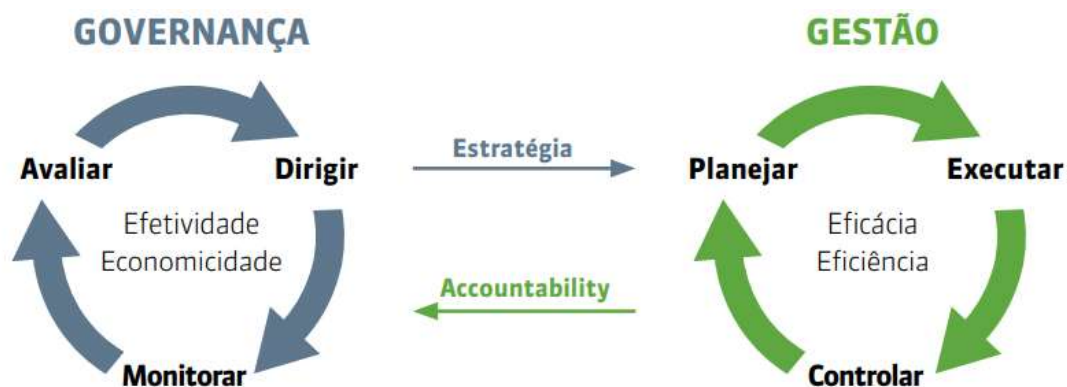 GOVERNANÇA
GESTÃO
Avaliar
Dirigir
Estratégia
Planejar
Executar
Efetividade
Economicidade
Eficácia
Eficiência
Accountability
Monitorar
Controlar